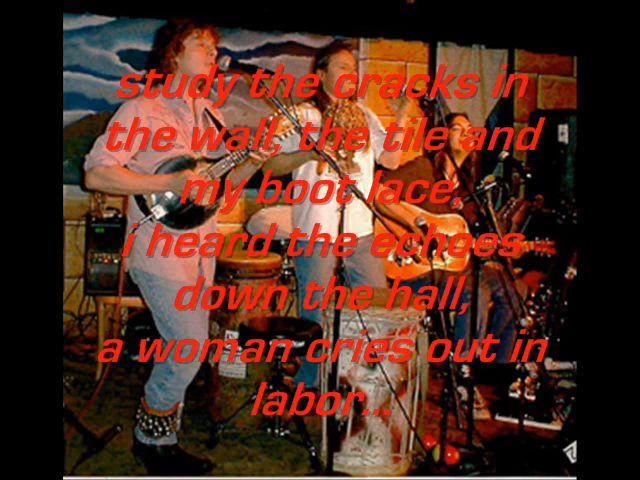 study the cracks in
the wall, the tile and
my boot lace,
i heard the echoes
down the hall,
a woman cries out in
labor...